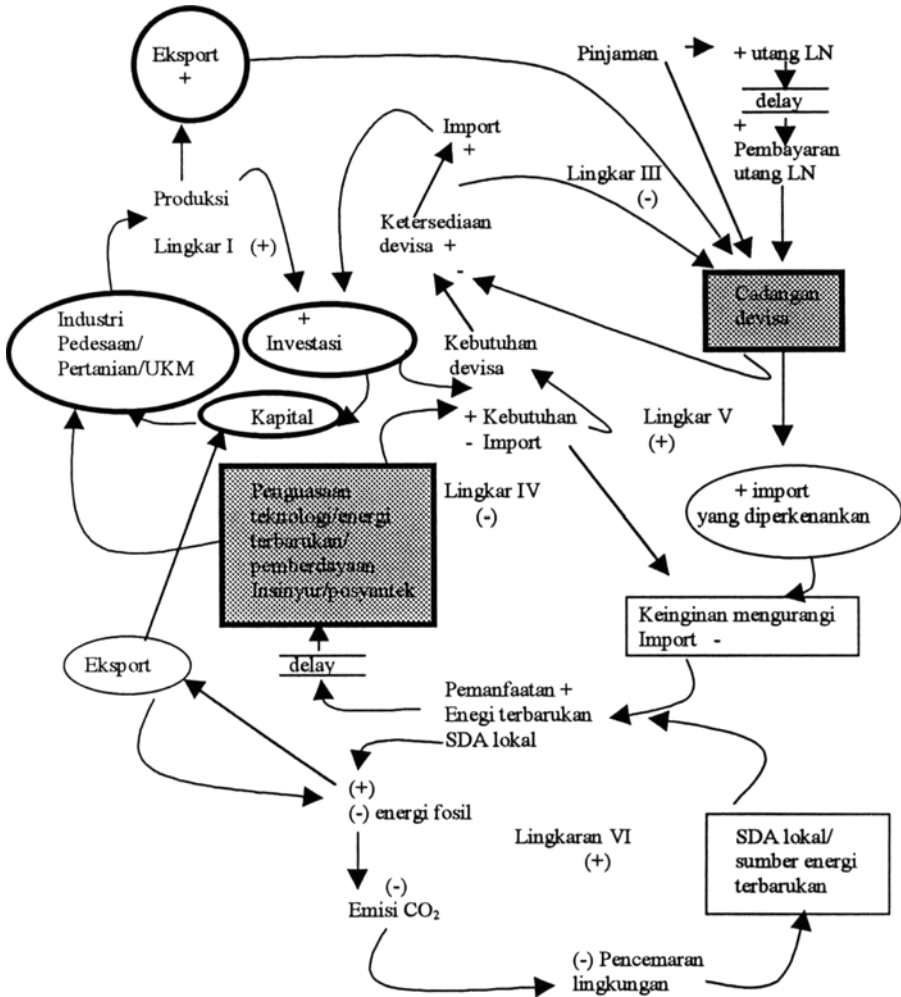 Eksport
+
Pinjaman
+ utang LN
delay
+
Pembayaran
utang LN
Import
+
Produksi
Lingkar I (+)
Lingkar III
(-)
Ketersediaan
devisa +
-
Cadangan
devisa
Industri
Pedesaan/
Pertanian/UKM
+
Investasi
Kebutuhan
devisa
Kapital
+ Kebutuhan
- Import
Lingkar V
(+)
Penguasaan
teknologi/energi
terbarukan/
pemberdayaan
Insinyur/posyantek
Lingkar IV
(-)
+ import
yang diperkenankan
Keinginan mengurangi
Import -
Eksport
delay
Pemanfaatan +
Enegi terbarukan
SDA lokal
(+)
(-) energi fosil
Lingkaran VI
(+)
SDA lokal/
sumber energi
terbarukan
(-)
Emisi CO₂
(-) Pencemaran
lingkungan